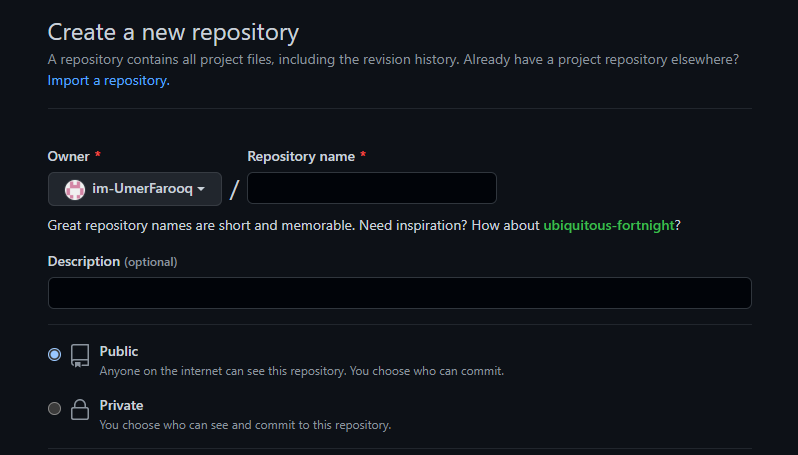 Create a new repository
A repository contains all project files, including the revision history. Already have a project repository elsewhere?
Import a repository.
Owner * Repository name *
im-UmerFarooq /
Great repository names are short and memorable. Need inspiration? How about ubiquitous-fortnight?
Description (optional)
Public
Anyone on the internet can see this repository. You choose who can commit.
Private
You choose who can see and commit to this repository.